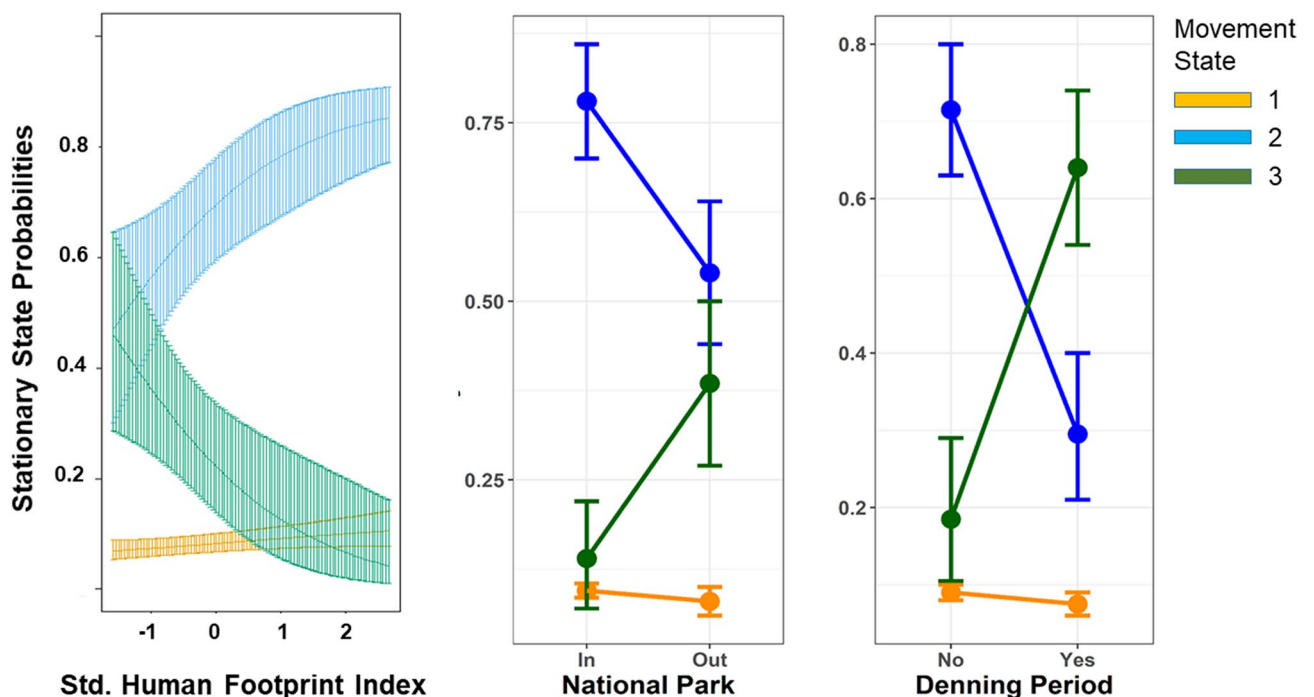 Stationary State Probabilities
0.8
0.6
0.4
0.2
-1 0 1 2
Std. Human Footprint Index
0.75
0.50
0.25
In Out
National Park
0.8
0.6
0.4
0.2
No Yes
Denning Period
Movement
State
1
2
3